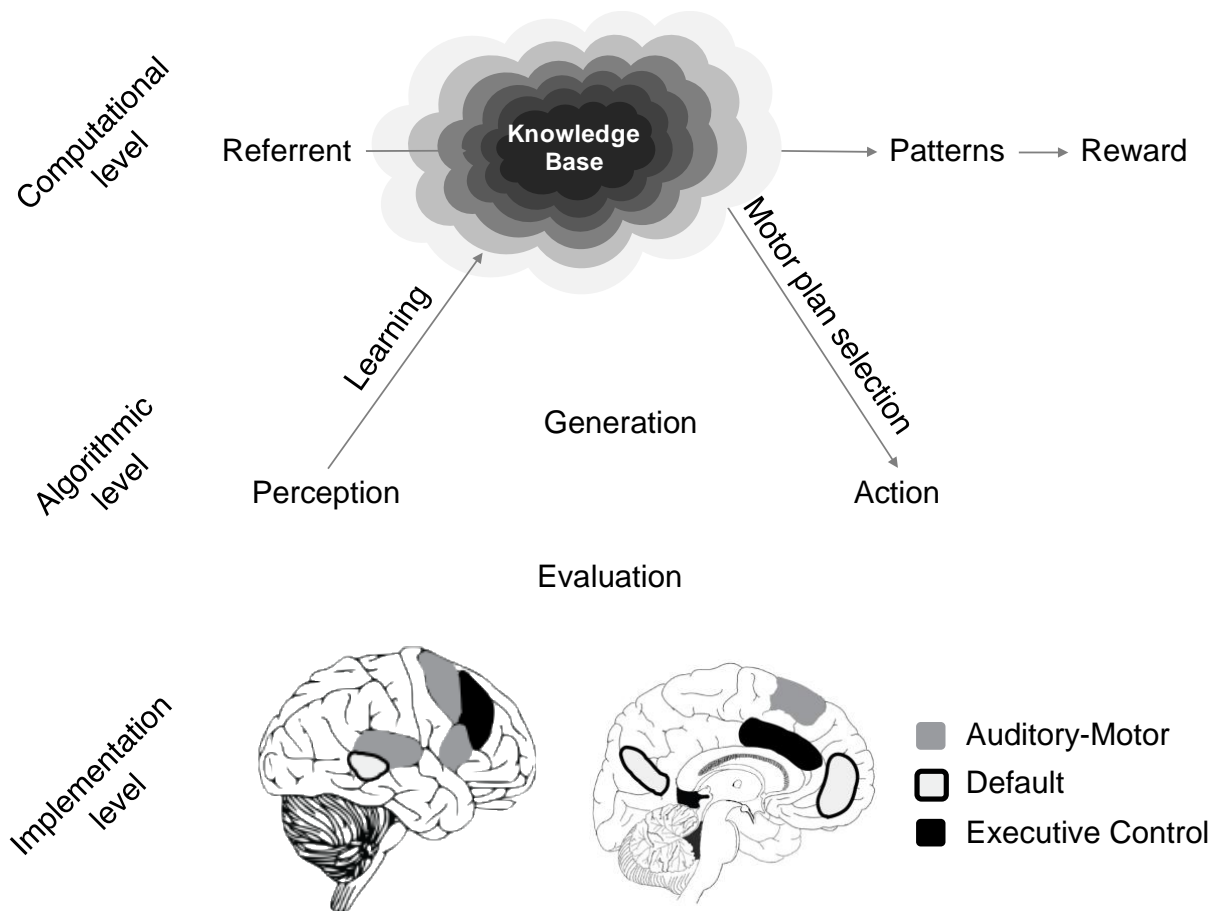 Computational
level
Referrent
Knowledge
Base
Patterns
Reward
Learning
Motor plan selection
Algorithmic
level
Generation
Perception
Action
Evaluation
Implementation
level
Auditory-Motor
Default
Executive Control